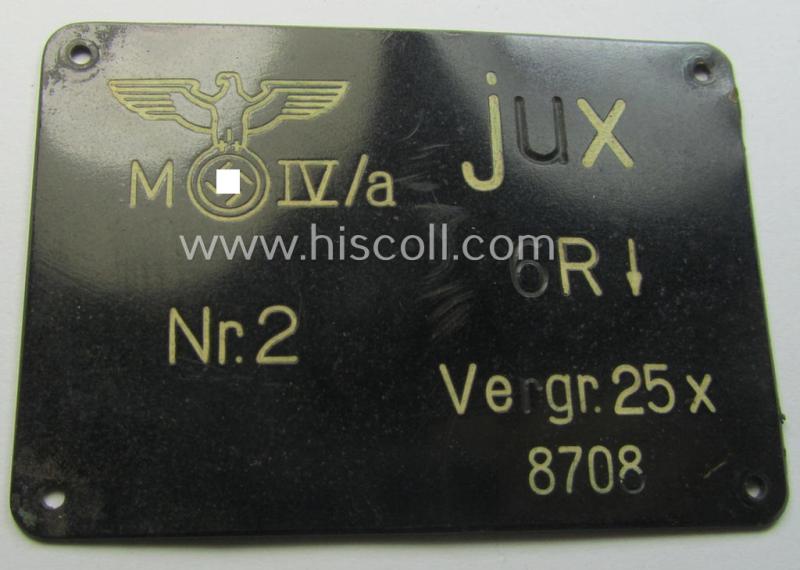 jux
M IV/a
www.hiscoll.com
6R ↓
Nr. 2
Vergr. 25 x
8708